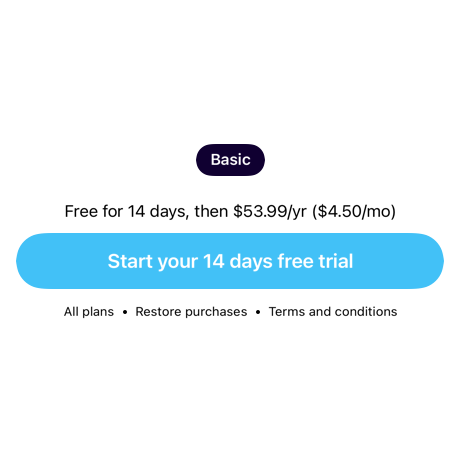 Basic
Free for 14 days, then $53.99/yr ($4.50/mo)
Start your 14 days free trial
All plans • Restore purchases • Terms and conditions